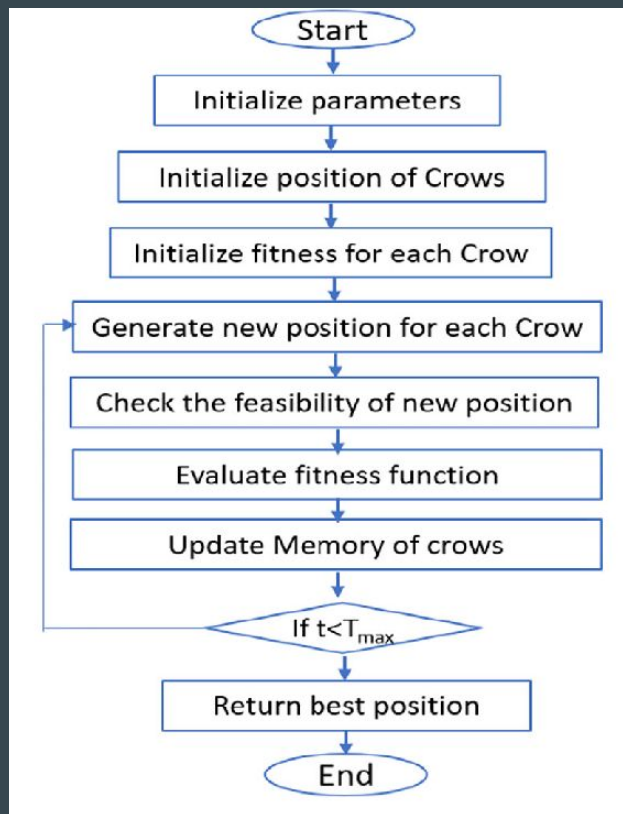 Start
Initialize parameters
Initialize position of Crows
Initialize fitness for each Crow
Generate new position for each Crow
Check the feasibility of new position
Evaluate fitness function
Update Memory of crows
If t<Tmax
Return best position
End